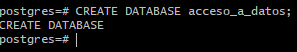 postgres=# CREATE DATABASE acceso_a_datos;
CREATE DATABASE
postgres=#